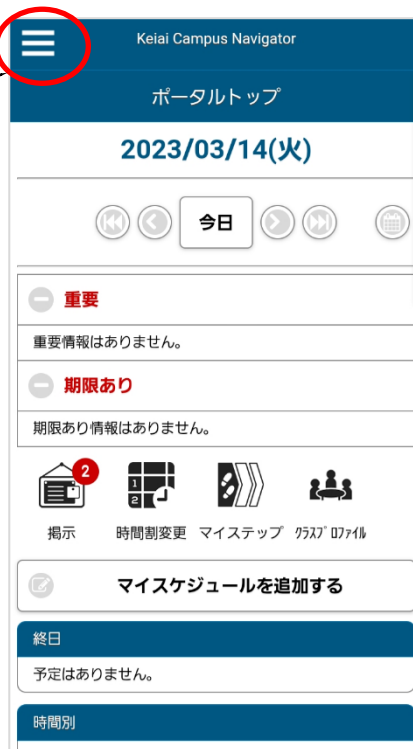 Keiai Campus Navigator
ポータルトップ
2023/03/14(火)
今日
重要
重要情報はありません。
期限あり
期限あり情報はありません。
2
1
2
掲示 時間割変更 マイステップ ｸﾗｽﾌﾟﾛﾌｧｲﾙ
マイスケジュールを追加する
終日
予定はありません。
時間別